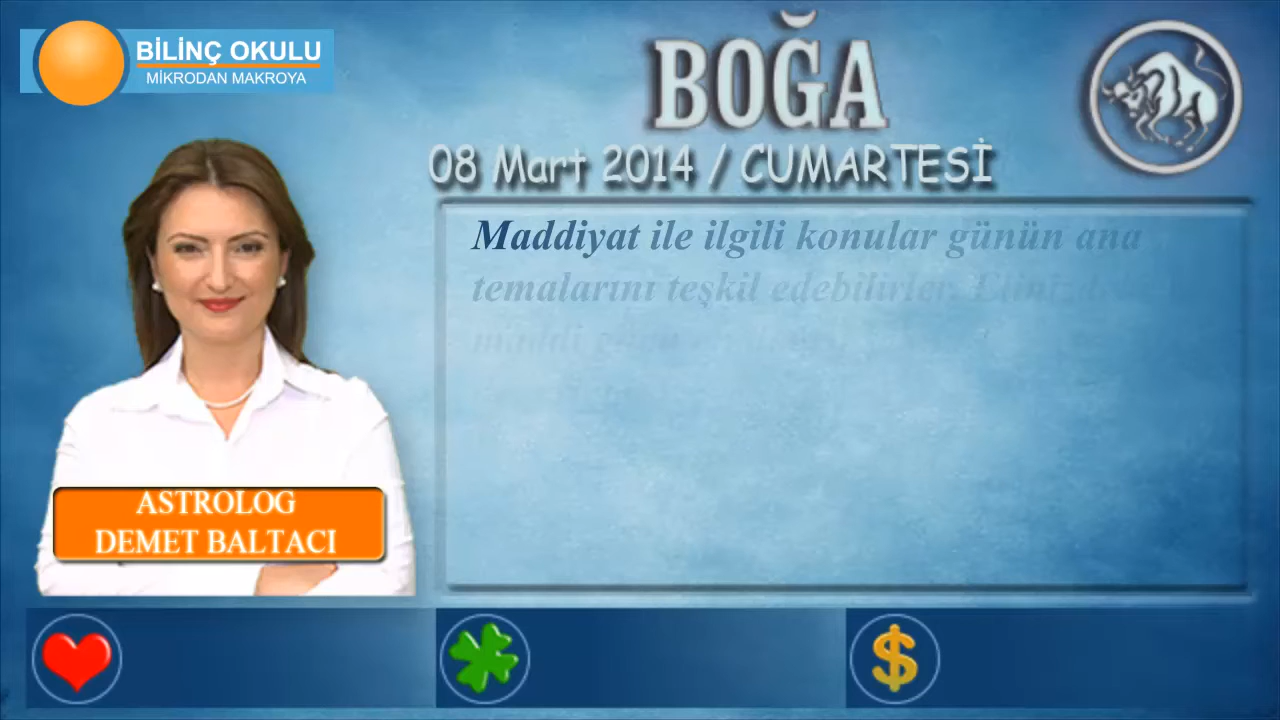 BİLİNÇ OKULU
MİKRODAN MAKROYA
BOĞA
08 Mart 2014 / CUMARTESİ
Maddiyat ile ilgili konular günün ana
temalarını teşkil edebilirler.
maddi
ASTROLOG
DEMET BALTACI